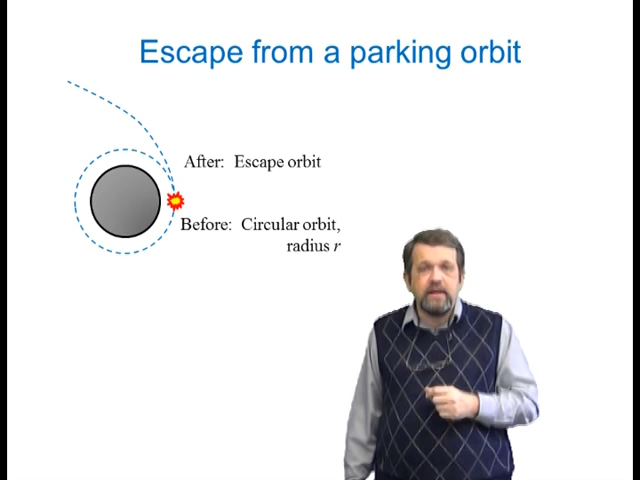 Escape from a parking orbit
After: Escape orbit
Before: Circular orbit,
radius r